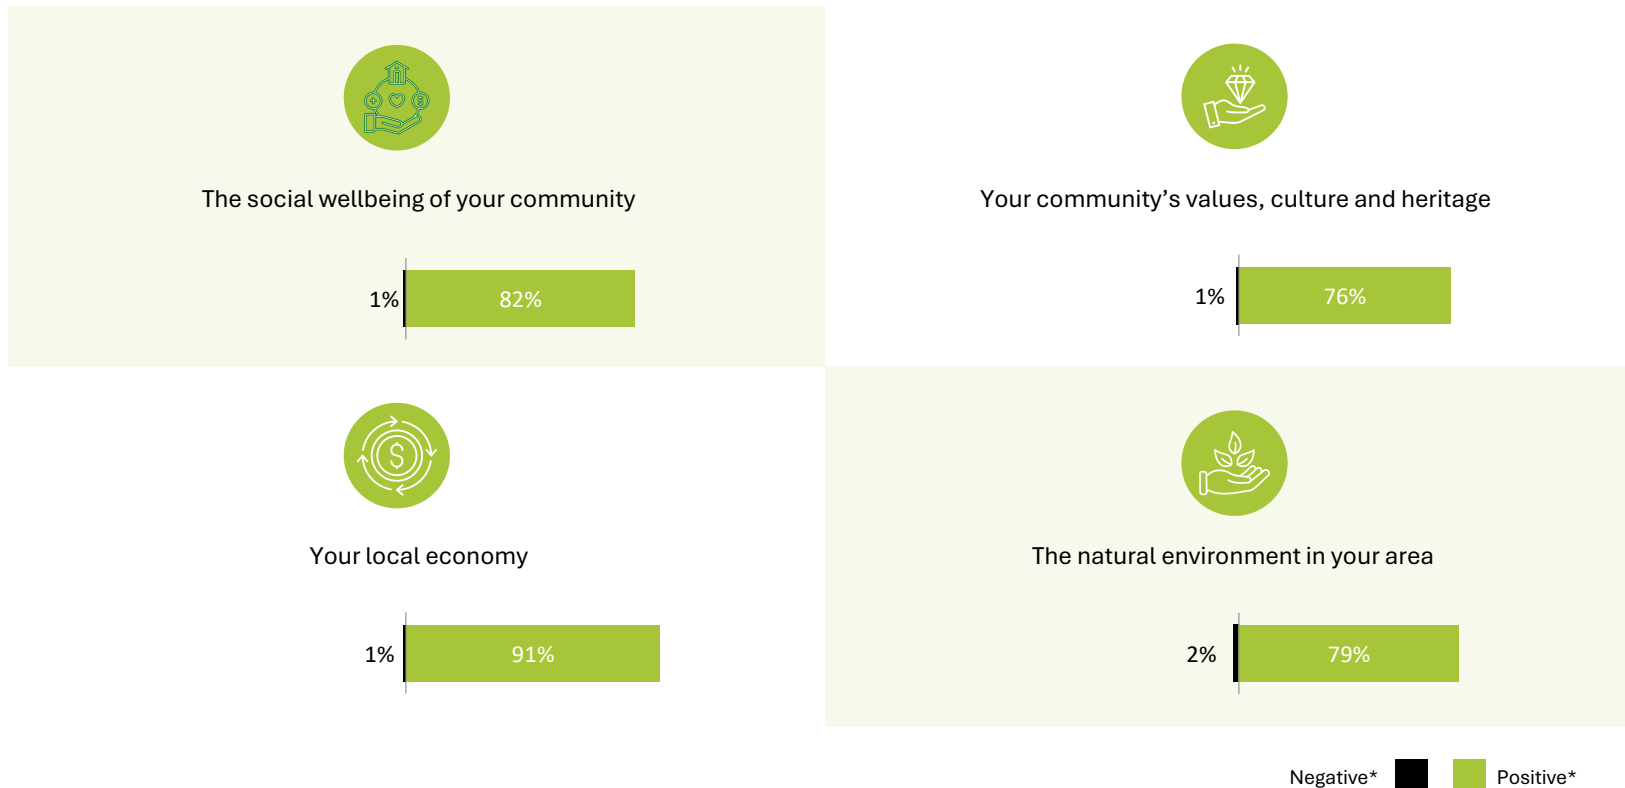 The social wellbeing of your community
1% 82%
Your community’s values, culture and heritage
1% 76%
$
Your local economy
1% 91%
The natural environment in your area
2% 79%
Negative* Positive*